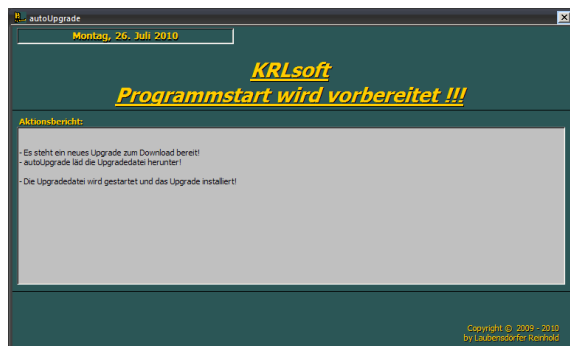 autoUpgrade
Montag, 26. Juli 2010
KRLsoft
Programmstart wird vorbereitet !!!
Aktionsbericht:
- Es steht ein neues Upgrade zum Download bereit!
- autoUpgrade läd die Upgradedatei herunter!
- Die Upgradedatei wird gestartet und das Upgrade installiert!
Copyright © 2009 - 2010
by Laubensdorfer Reinhold